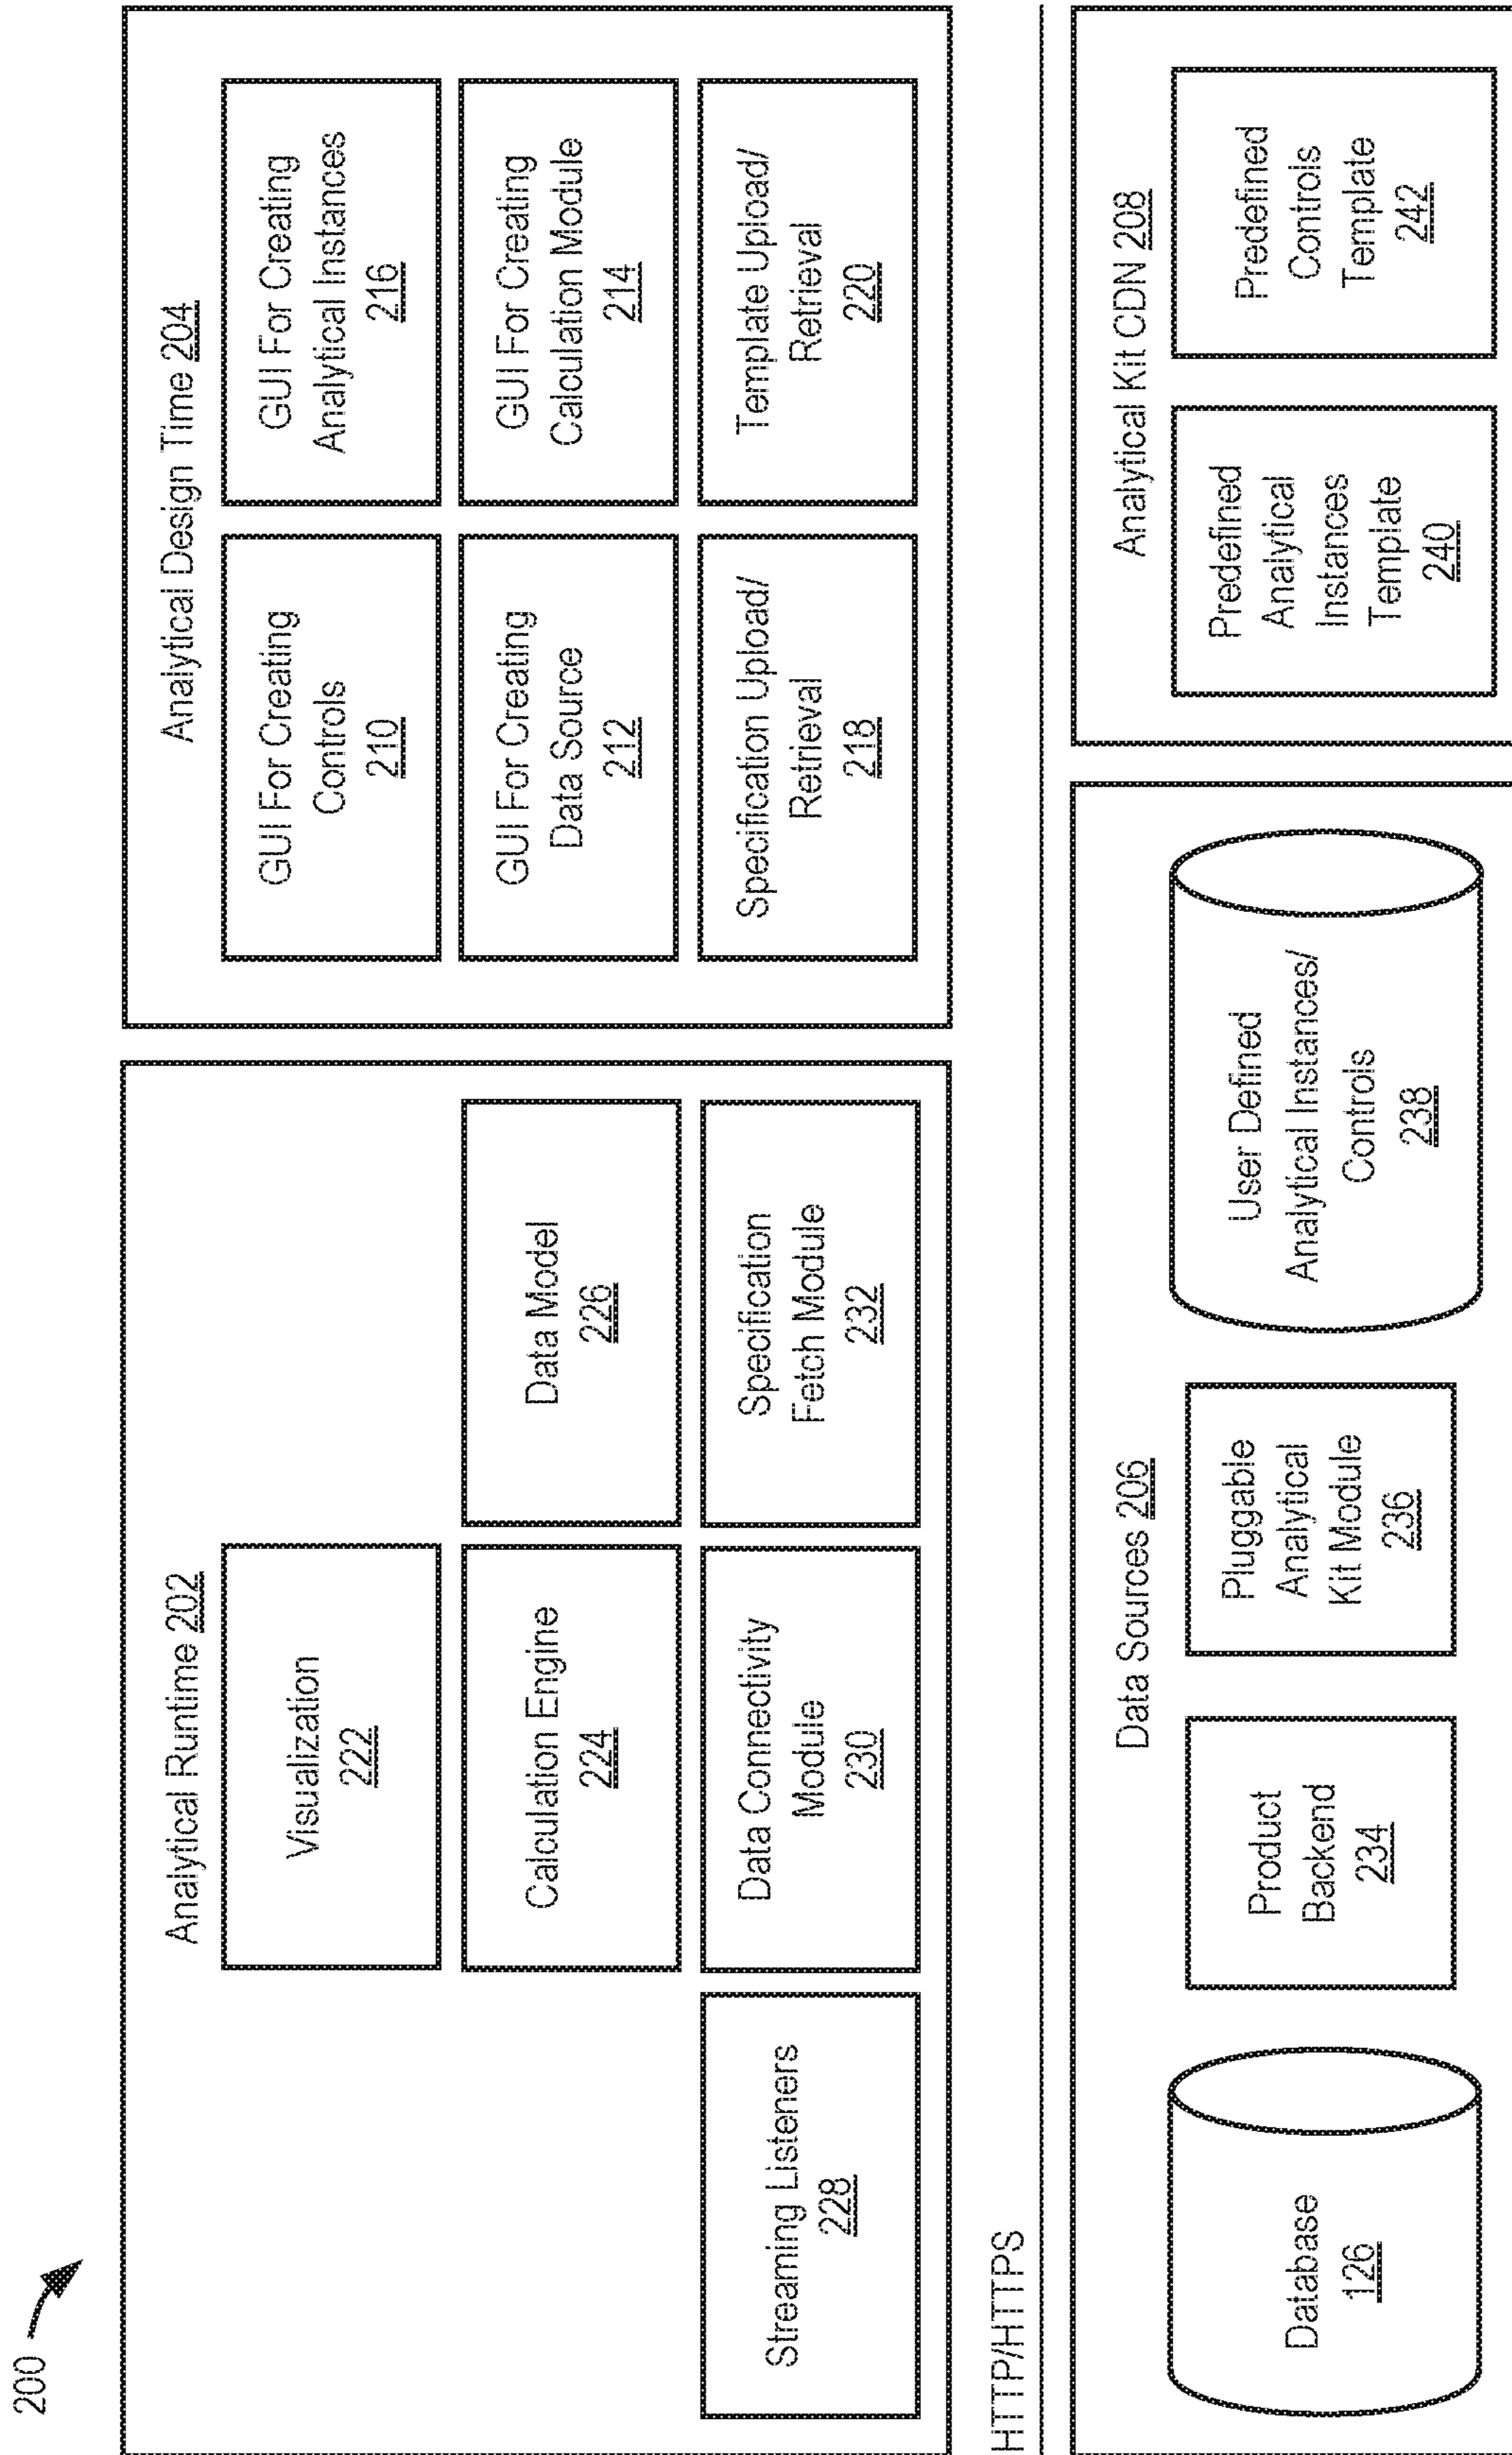 200
Analytical Runtime 202
Visualization
222
Calculation Engine
224
Data Model
226
Streaming Listeners
228
Data Connectivity
Module
230
Specification
Fetch Module
232
Analytical Design Time 204
GUI For Creating
Controls
210
GUI For Creating
Analytical Instances
216
GUI For Creating
Data Source
212
GUI For Creating
Calculation Module
214
Specification Upload/
Retrieval
218
Template Upload/
Retrieval
220
HTTP/HTTPS
Data Sources 206
Database
126
Product
Backend
234
Pluggable
Analytical
Kit Module
236
User Defined
Analytical Instances/
Controls
238
Analytical Kit CDN 208
Predefined
Analytical
Instances
Template
240
Predefined
Controls
Template
242